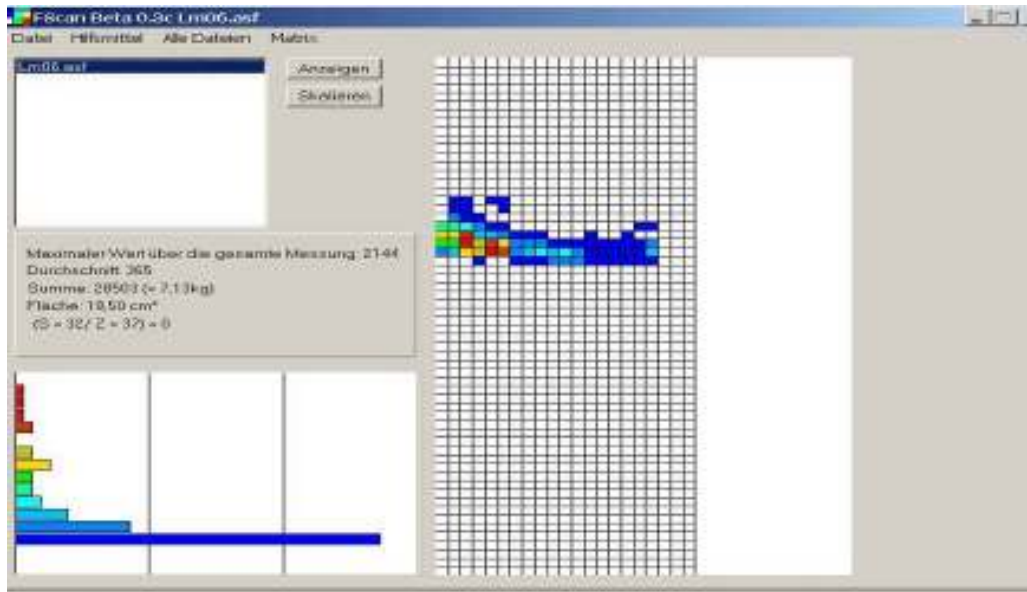 FScan Beta 0.3c Lm06.asf
Datei Hilfsmittel Alle Dateien Matrix
Lm06.asf
Anzeigen
Skalieren
Maximaler Wert über die gesamte Messung: 2144
Durchschnitt: 365
Summe: 28503 (= 7,13kg)
Fläche: 19,50 cm²
(S = 32/ Z = 37) = 0